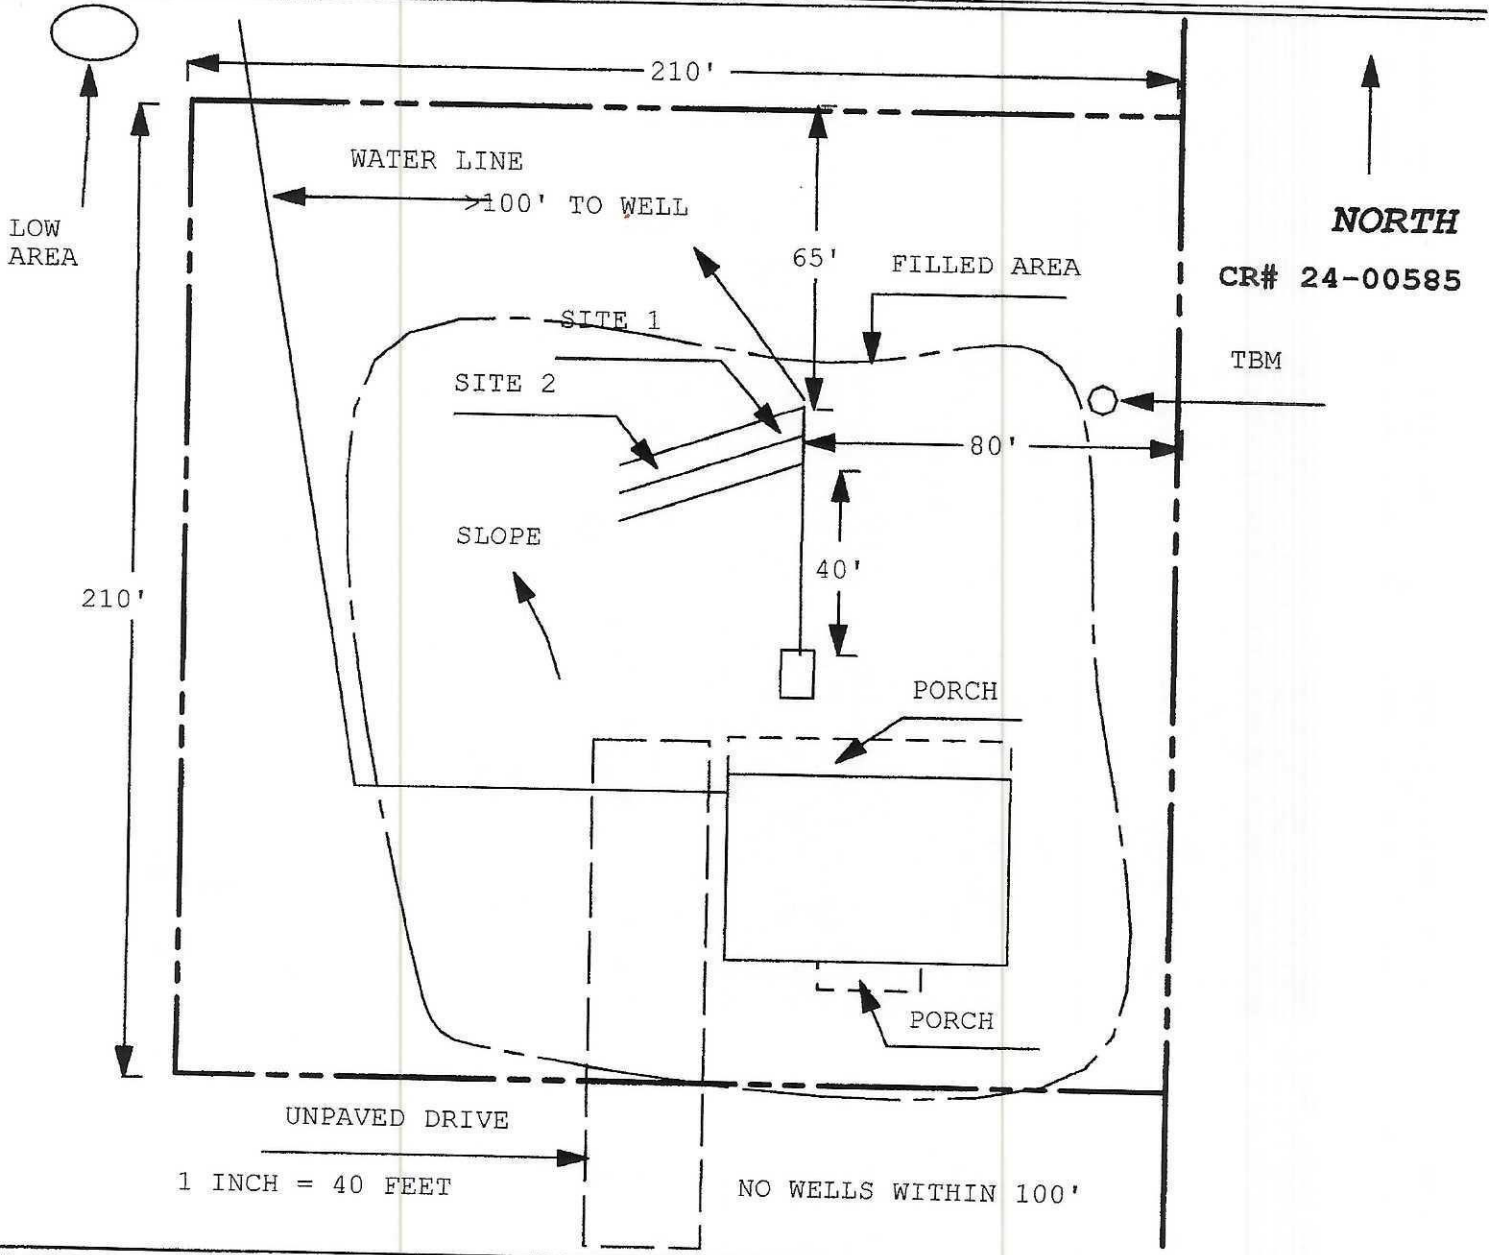 210'
WATER LINE
>100' TO WELL
LOW
AREA
NORTH
65'
FILLED AREA
CR# 24-00585
SITE 1
TBM
SITE 2
80'
SLOPE
40'
210'
PORCH
PORCH
UNPAVED DRIVE
1 INCH = 40 FEET
NO WELLS WITHIN 100'